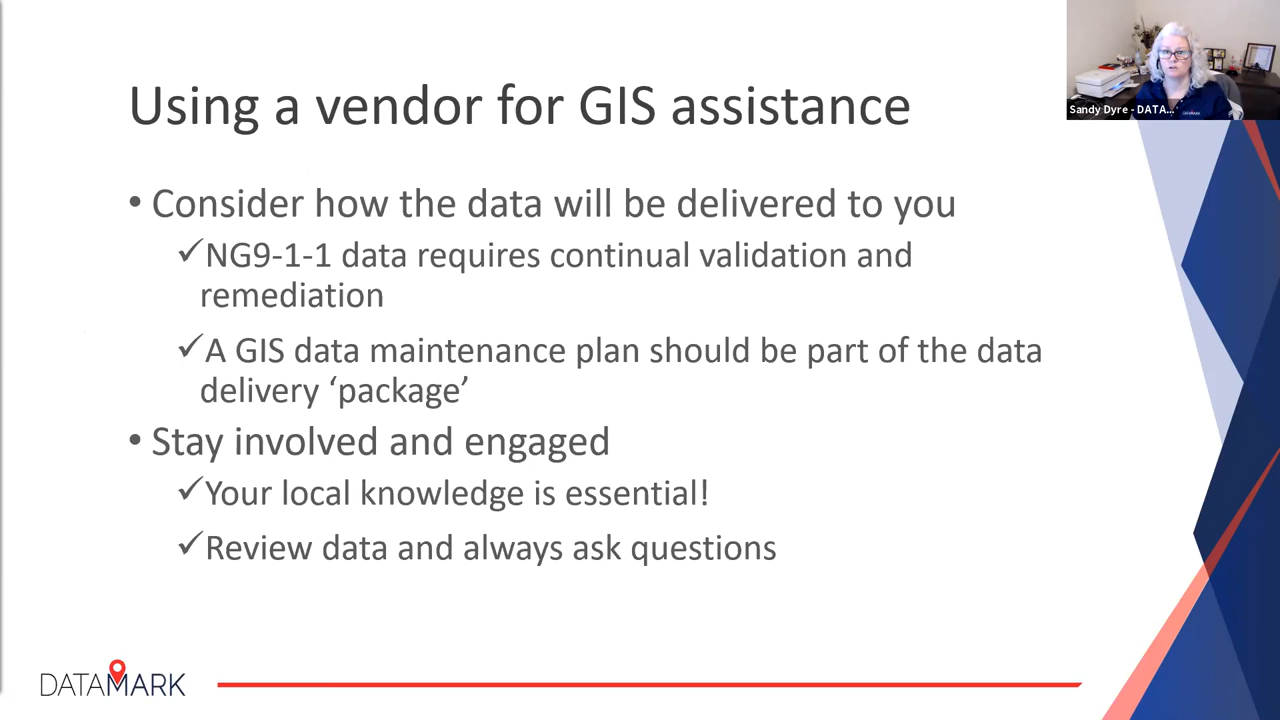 Using a vendor for GIS assistance
Sandy Dyre - DATA...
• Consider how the data will be delivered to you
✓NG9-1-1 data requires continual validation and
remediation
✓A GIS data maintenance plan should be part of the data
delivery ‘package’
• Stay involved and engaged
✓Your local knowledge is essential!
✓Review data and always ask questions
DATAMARK